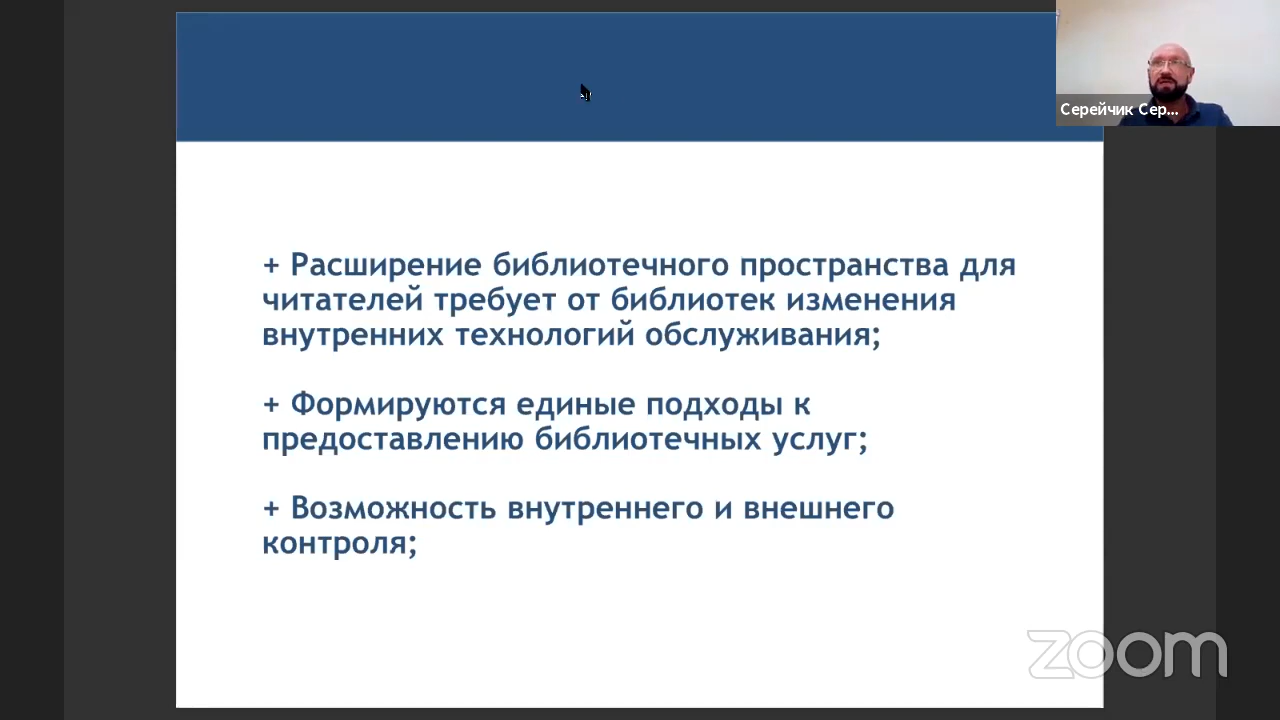 Серейчик Сер...
+ Расширение библиотечного пространства для
читателей требует от библиотек изменения
внутренних технологий обслуживания;
+ Формируются единые подходы к
предоставлению библиотечных услуг;
+ Возможность внутреннего и внешнего
контроля;
zoom